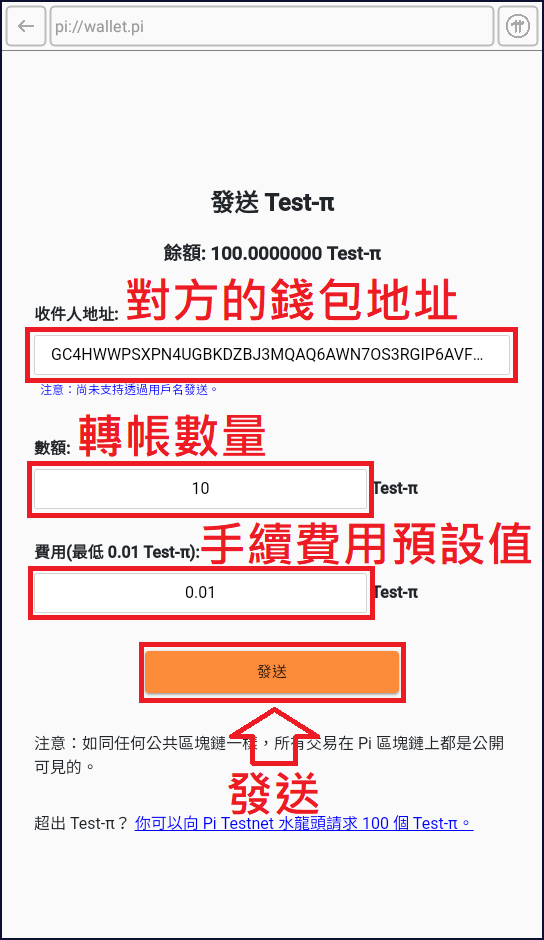 pi://wallet.pi
發送 Test-π
餘額: 100.0000000 Test-π
收件人地址: 對方的錢包地址
GC4HWWPSXPN4UGBKDZBJ3MQAQ6AWN7OS3RGIP6AVF...
注意：尚未支持透過用戶名發送。
數額: 轉帳數量
10 Test-π
費用(最低 0.01 Test-π): 手續費用預設值
0.01 Test-π
發送
注意：如同任何公共區塊鏈一樣，所有交易在 Pi 區塊鏈上都是公開
可見的。
發送
超出 Test-π？ 你可以向 Pi Testnet 水龍頭請求 100 個 Test-π。